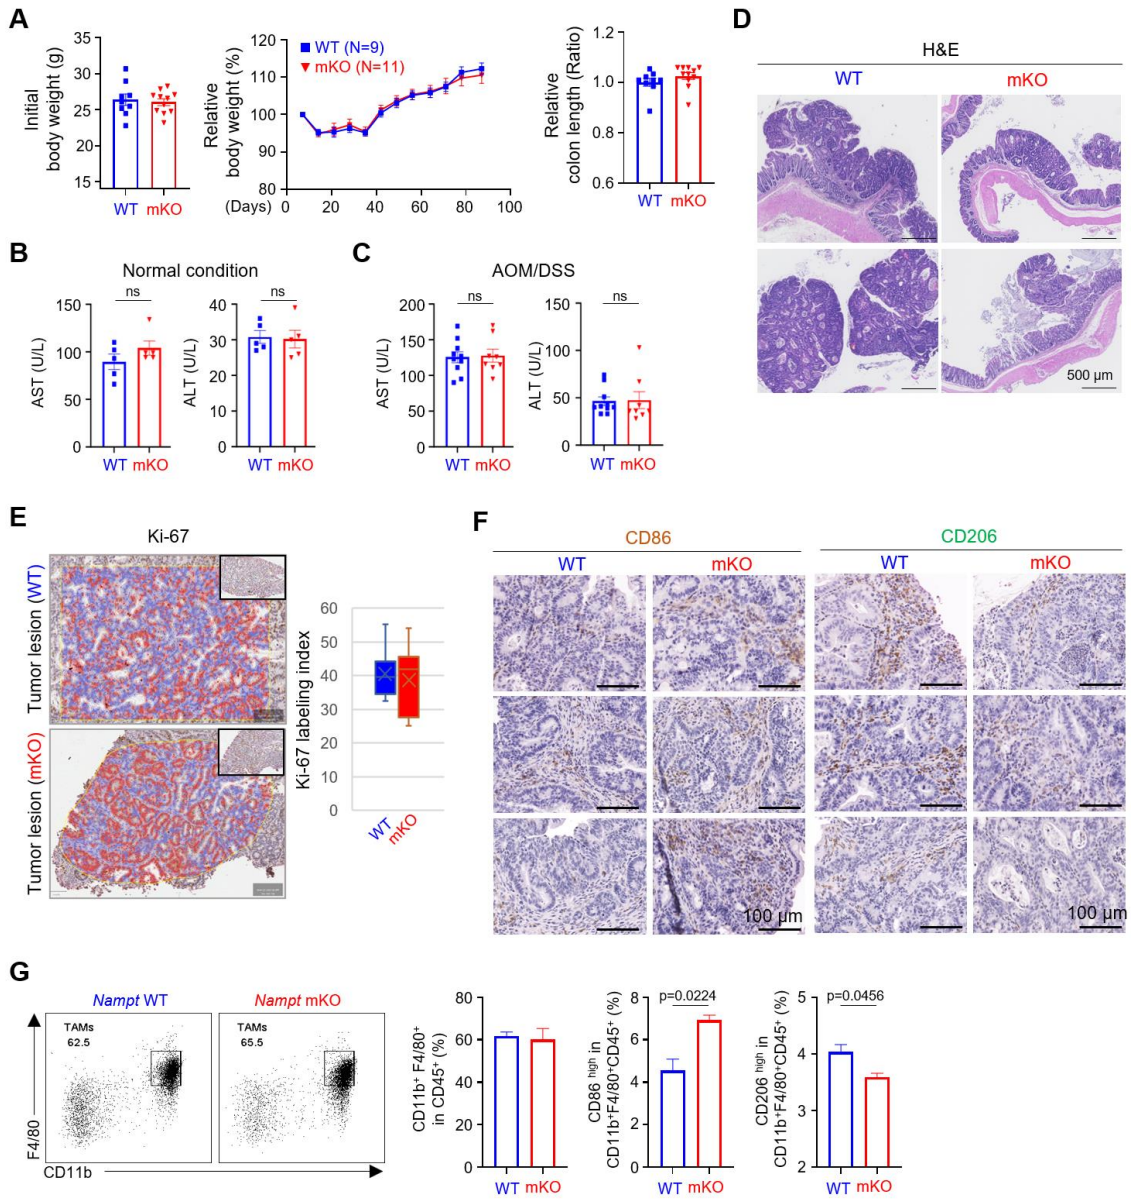 A
Initial
body weight (g)
35
30
25
20
15
WT mKO
Relative
body weight (%)
120
110
100
90
80
WT (N=9)
mKO (N=11)
(Days) 0 20 40 60 80 100
Relative
colon length (Ratio)
1.2
1.0
0.8
0.6
WT mKO
D
H&E
WT mKO
500 µm
B
Normal condition
AST (U/L)
150
100
50
0
ns
WT mKO
ALT (U/L)
40
30
20
10
0
ns
WT mKO
C
AOM/DSS
AST (U/L)
200
150
100
50
0
ns
WT mKO
ALT (U/L)
150
100
50
0
ns
WT mKO
E
Ki-67
Tumor lesion (WT)
Tumor lesion (mKO)
Ki-67 labeling index
60
50
40
30
20
10
0
WT
mKO
F
CD86 CD206
WT mKO WT mKO
100 µm 100 µm
G
Nampt WT Nampt mKO
TAMs
62.5
TAMs
65.5
F4/80
CD11b
CD11b+ F4/80+
in CD45+ (%)
80
60
40
20
0
WT mKO
CD86 high in
CD11b+F4/80+CD45+ (%)
8
6
4
2
0
p=0.0224
WT mKO
CD206 high in
CD11b+F4/80+CD45+ (%)
5
4
3
2
p=0.0456
WT mKO